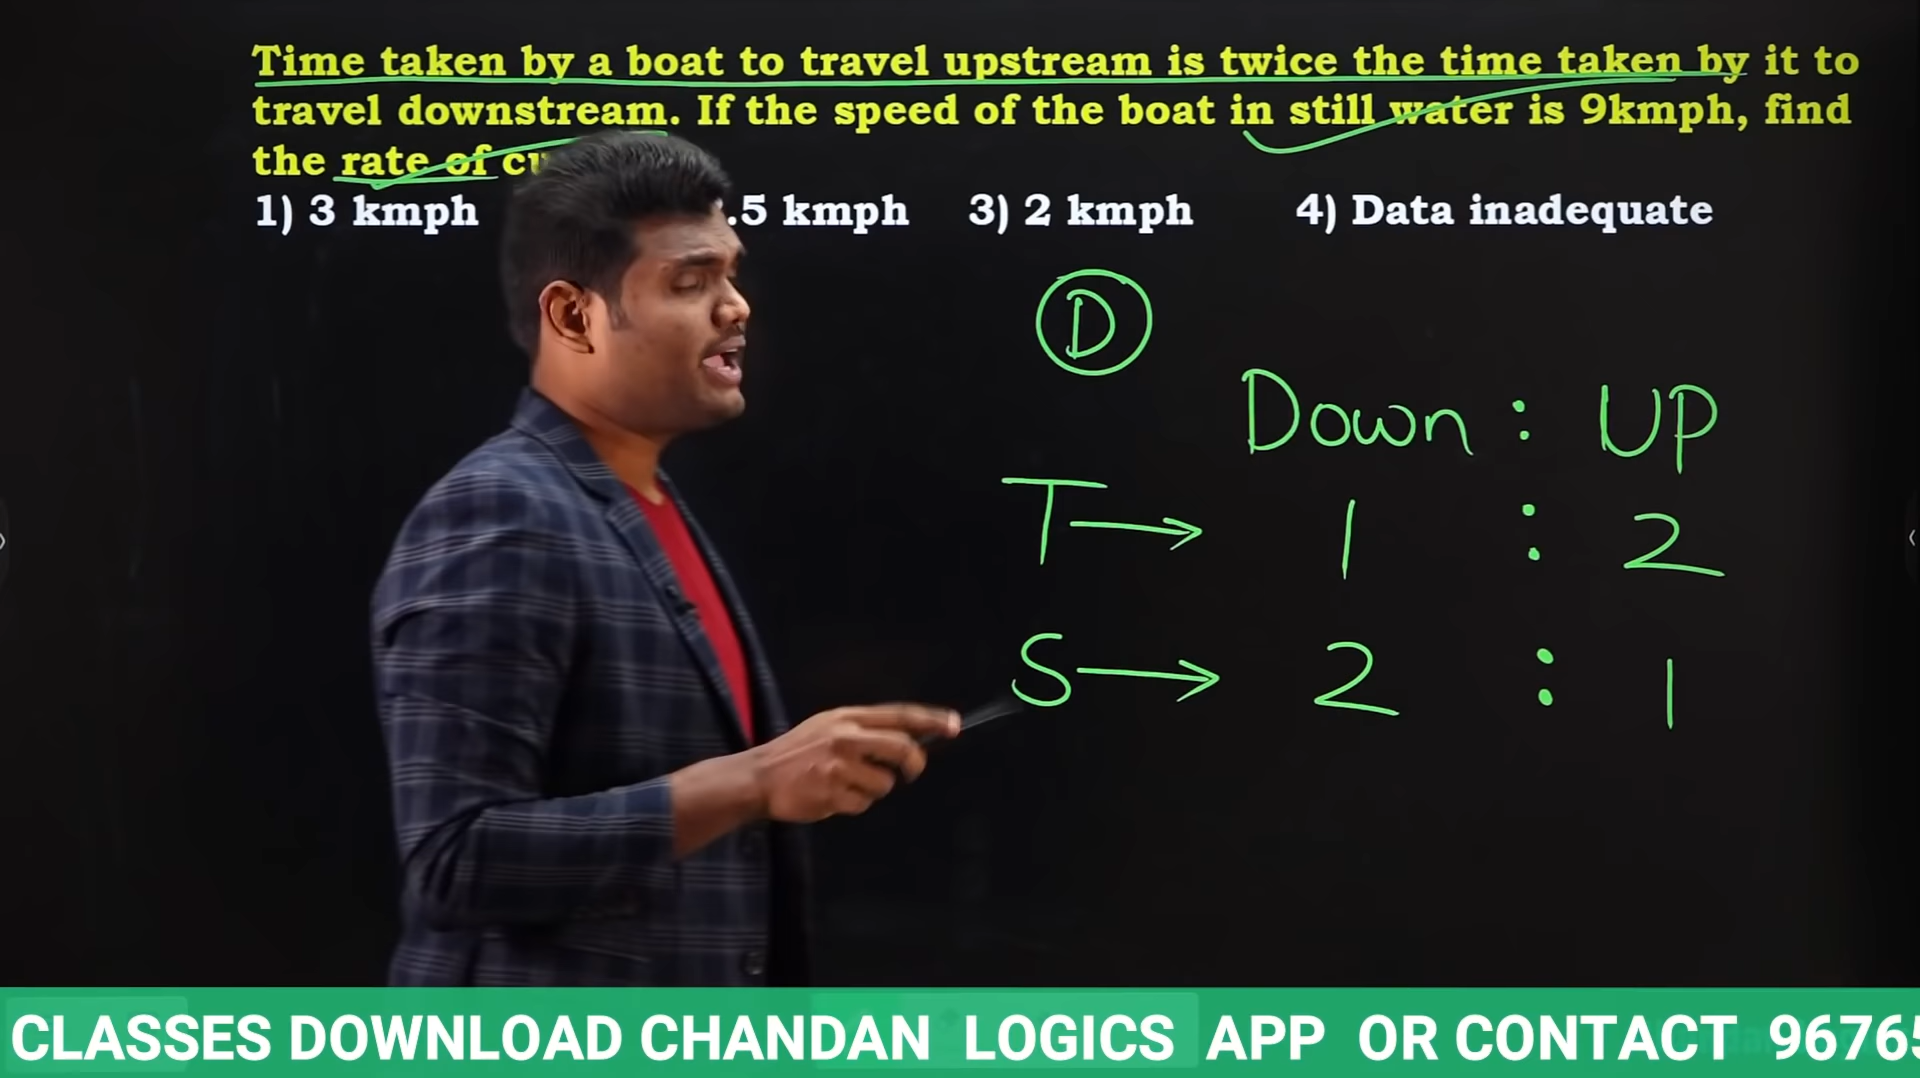 Time taken by a boat to travel upstream is twice the time taken by it to
travel downstream. If the speed of the boat in still water is 9kmph, find
the rate of cu
1) 3 kmph .5 kmph 3) 2 kmph 4) Data inadequate
D
Down : UP
T→ 1 : 2
S→ 2 : 1
CLASSES DOWNLOAD CHANDAN LOGICS APP OR CONTACT 96765